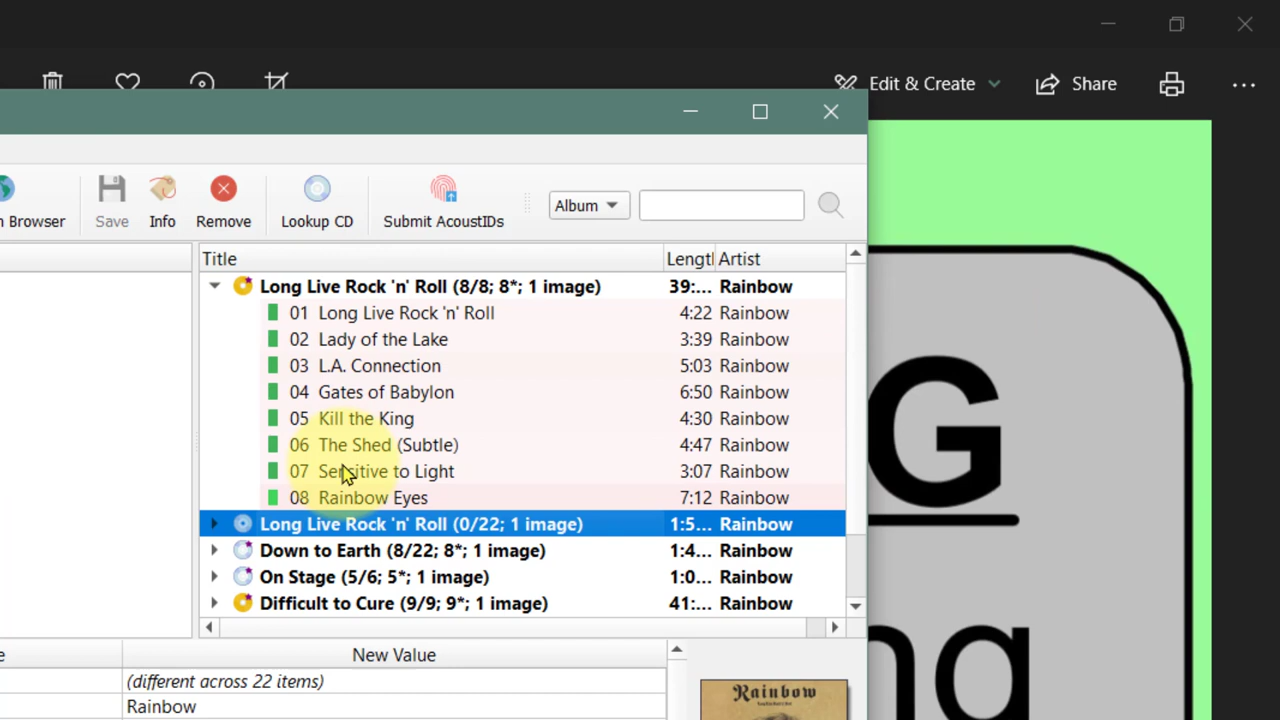 Edit & Create
Share
n Browser
Save
Info
Remove
Lookup CD
Submit AcoustIDs
Album
Title Lengtl Artist
Long Live Rock 'n' Roll (8/8; 8*; 1 image) 39:... Rainbow
01 Long Live Rock 'n' Roll 4:22 Rainbow
02 Lady of the Lake 3:39 Rainbow
03 L.A. Connection 5:03 Rainbow
04 Gates of Babylon 6:50 Rainbow
05 Kill the King 4:30 Rainbow
06 The Shed (Subtle) 4:47 Rainbow
07 Sensitive to Light 3:07 Rainbow
08 Rainbow Eyes 7:12 Rainbow
Long Live Rock 'n' Roll (0/22; 1 image) 1:5... Rainbow
Down to Earth (8/22; 8*; 1 image) 1:4... Rainbow
On Stage (5/6; 5*; 1 image) 1:0... Rainbow
Difficult to Cure (9/9; 9*; 1 image) 41:... Rainbow
e New Value
(different across 22 items)
Rainbow
Rainbow
G
ng